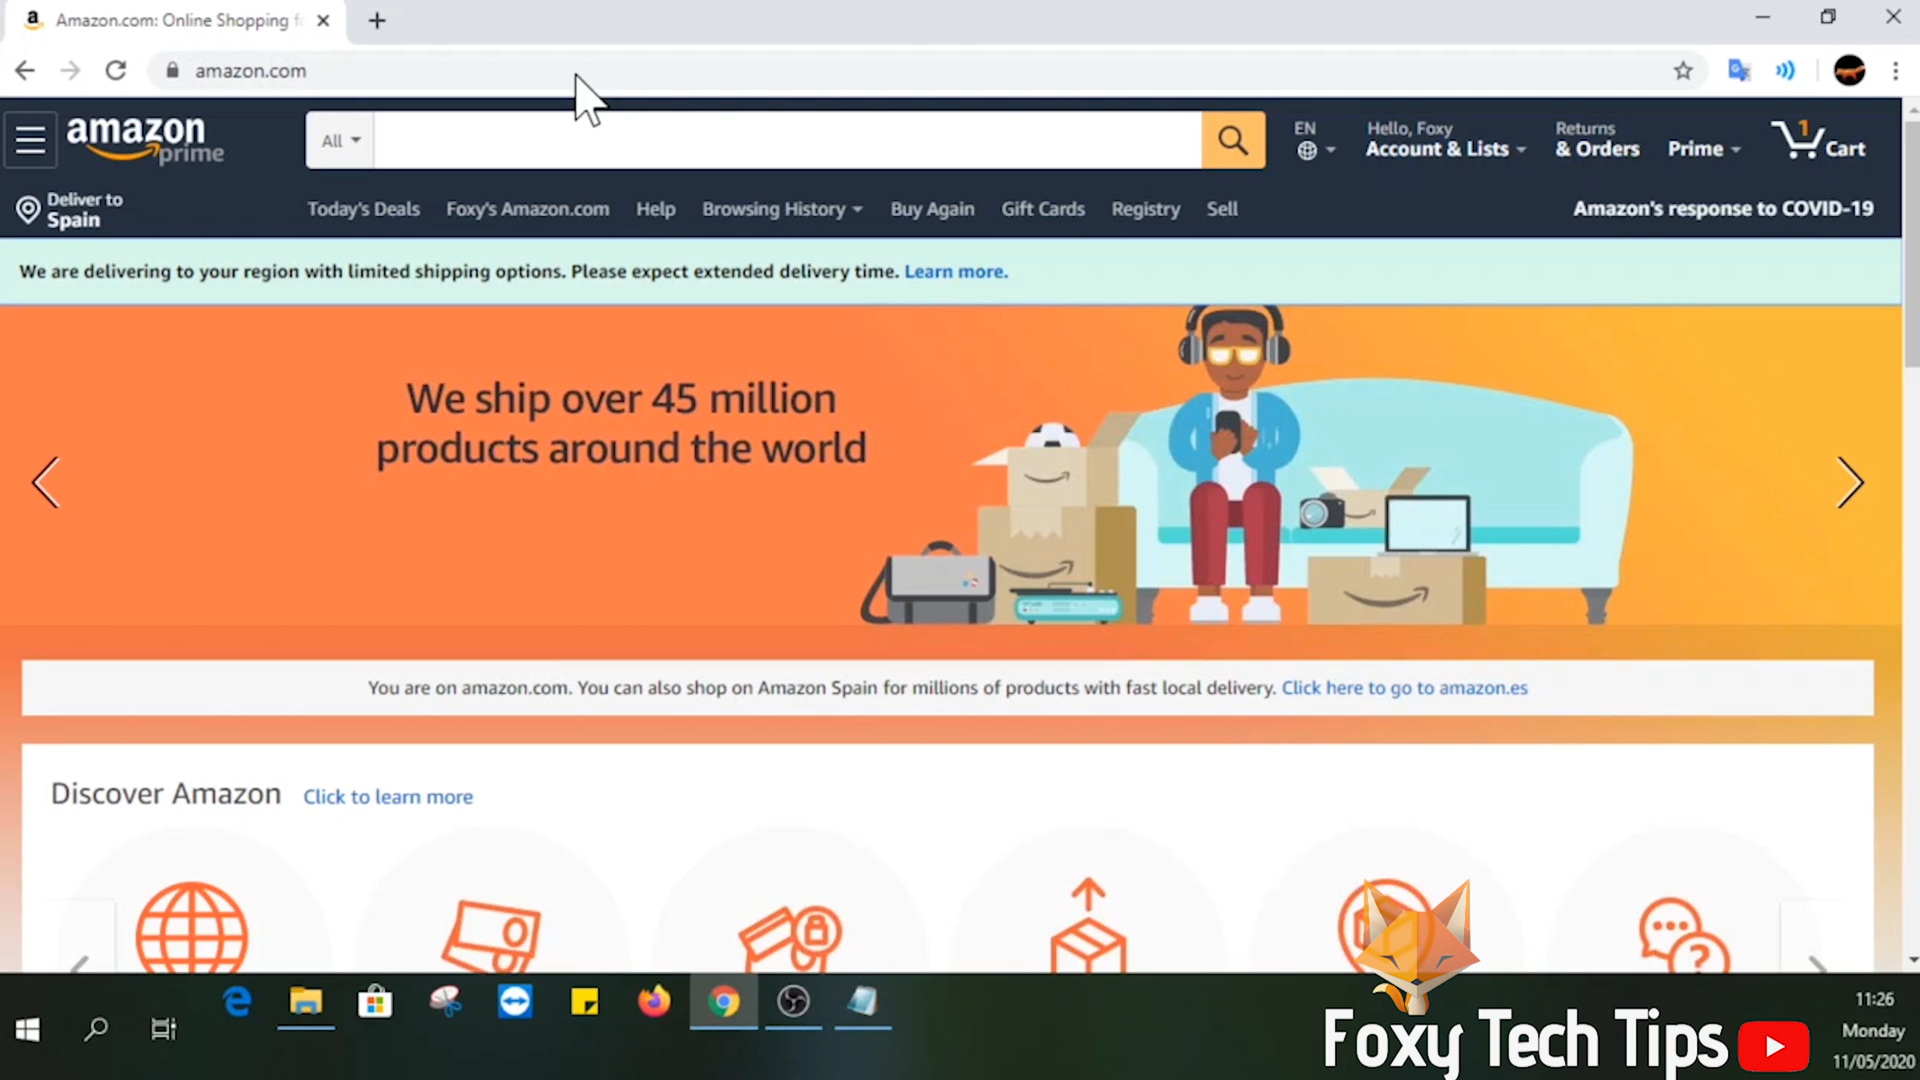 Amazon.com: Online Shopping f
amazon.com
amazon
prime
All
EN
Hello, Foxy
Account & Lists
Returns
& Orders
Prime
1
Cart
Deliver to
Spain
Today's Deals
Foxy's Amazon.com
Help
Browsing History
Buy Again
Gift Cards
Registry
Sell
Amazon's response to COVID-19
We are delivering to your region with limited shipping options. Please expect extended delivery time. Learn more.
We ship over 45 million
products around the world
You are on amazon.com. You can also shop on Amazon Spain for millions of products with fast local delivery. Click here to go to amazon.es
Discover Amazon Click to learn more
Foxy Tech Tips
11:26
Monday
11/05/2020